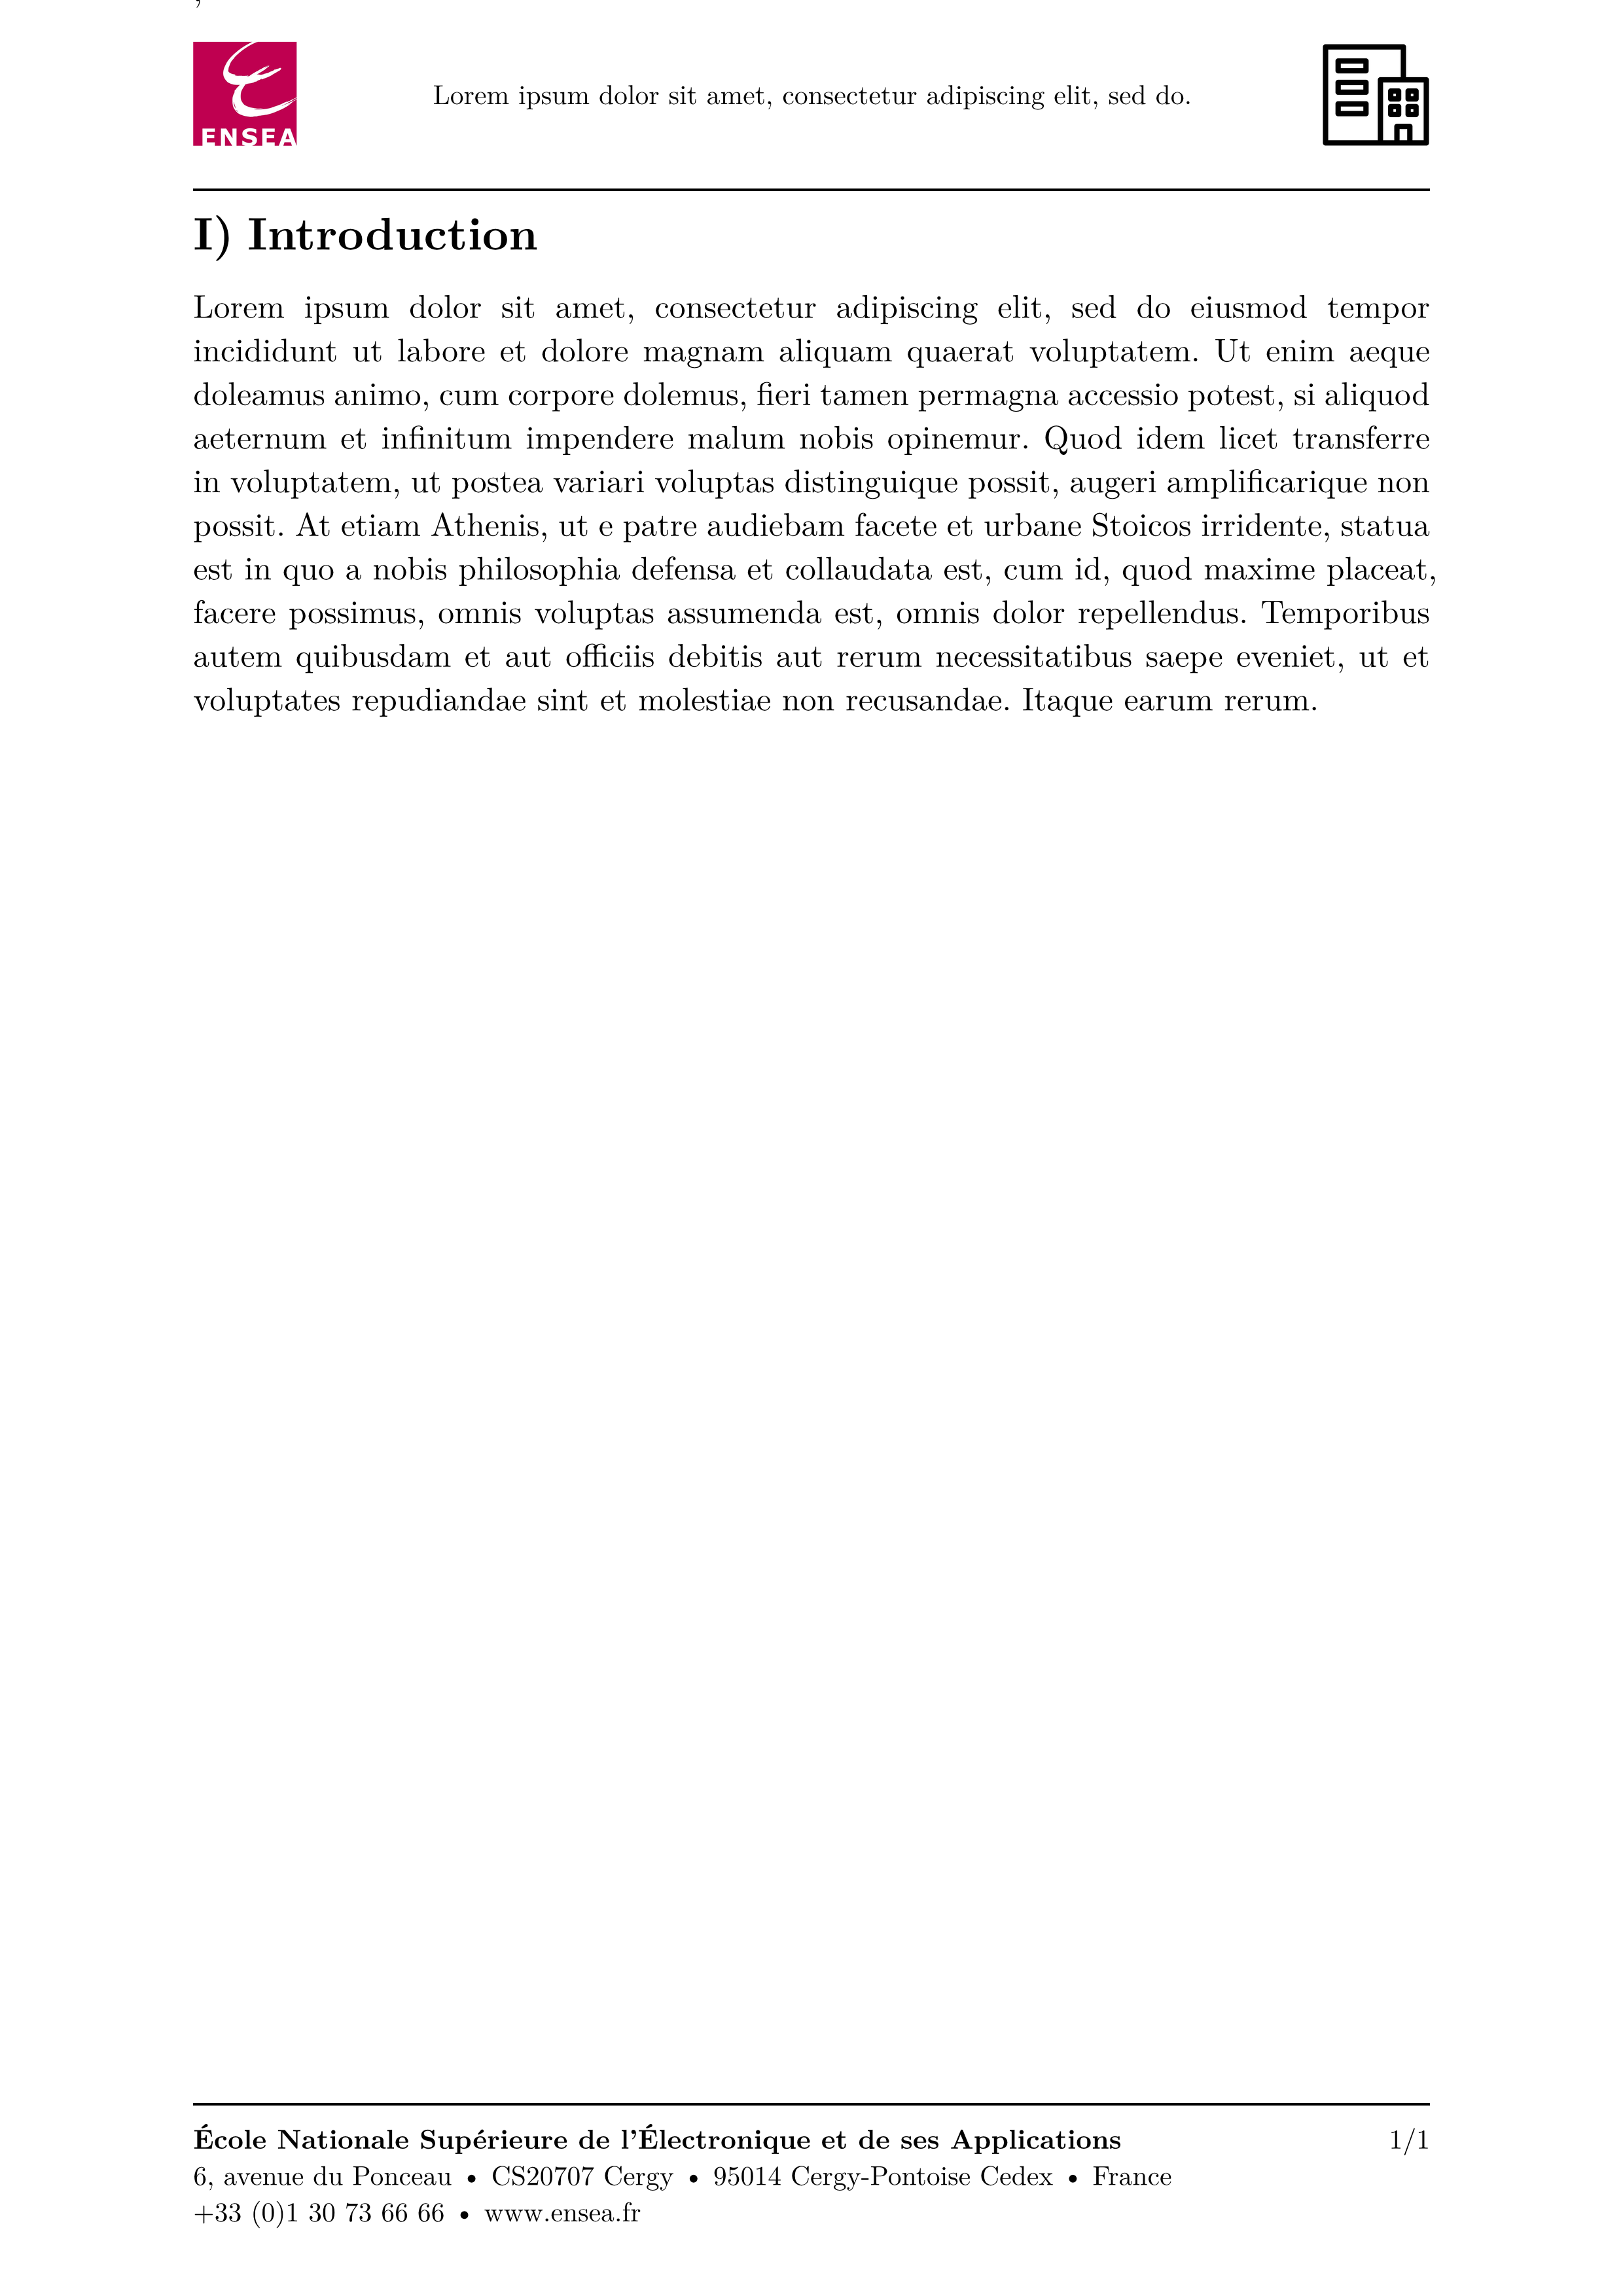 ,
ENSEA
Lorem ipsum dolor sit amet, consectetur adipiscing elit, sed do.
I) Introduction
Lorem ipsum dolor sit amet, consectetur adipiscing elit, sed do eiusmod tempor
incididunt ut labore et dolore magnam aliquam quaerat voluptatem. Ut enim aeque
doleamus animo, cum corpore dolemus, fieri tamen permagna accessio potest, si aliquod
aeternum et infinitum impendere malum nobis opinemur. Quod idem licet transferre
in voluptatem, ut postea variari voluptas distinguique possit, augeri amplificarique non
possit. At etiam Athenis, ut e patre audiebam facete et urbane Stoicos irridente, statua
est in quo a nobis philosophia defensa et collaudata est, cum id, quod maxime placeat,
facere possimus, omnis voluptas assumenda est, omnis dolor repellendus. Temporibus
autem quibusdam et aut officiis debitis aut rerum necessitatibus saepe eveniet, ut et
voluptates repudiandae sint et molestiae non recusandae. Itaque earum rerum.
École Nationale Supérieure de l'Électronique et de ses Applications 1/1
6, avenue du Ponceau • CS20707 Cergy • 95014 Cergy-Pontoise Cedex • France
+33 (0)1 30 73 66 66 • www.ensea.fr